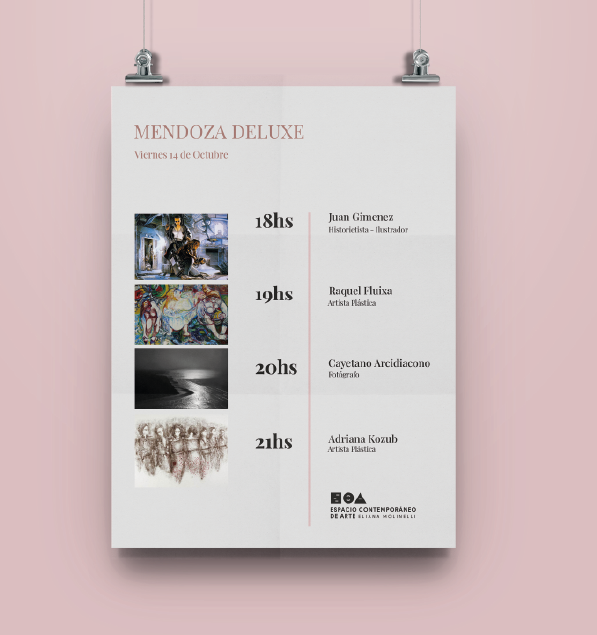 MENDOZA DELUXE
Viernes 14 de Octubre
18hs
Juan Gimenez
Historietista - Ilustrador
19hs
Raquel Fluixa
Artista Plástica
20hs
Cayetano Arcidiacono
Fotógrafo
21hs
Adriana Kozub
Artista Plástica
ESPACIO CONTEMPORÁNEO
DE ARTE ELIANA MOLINELLI